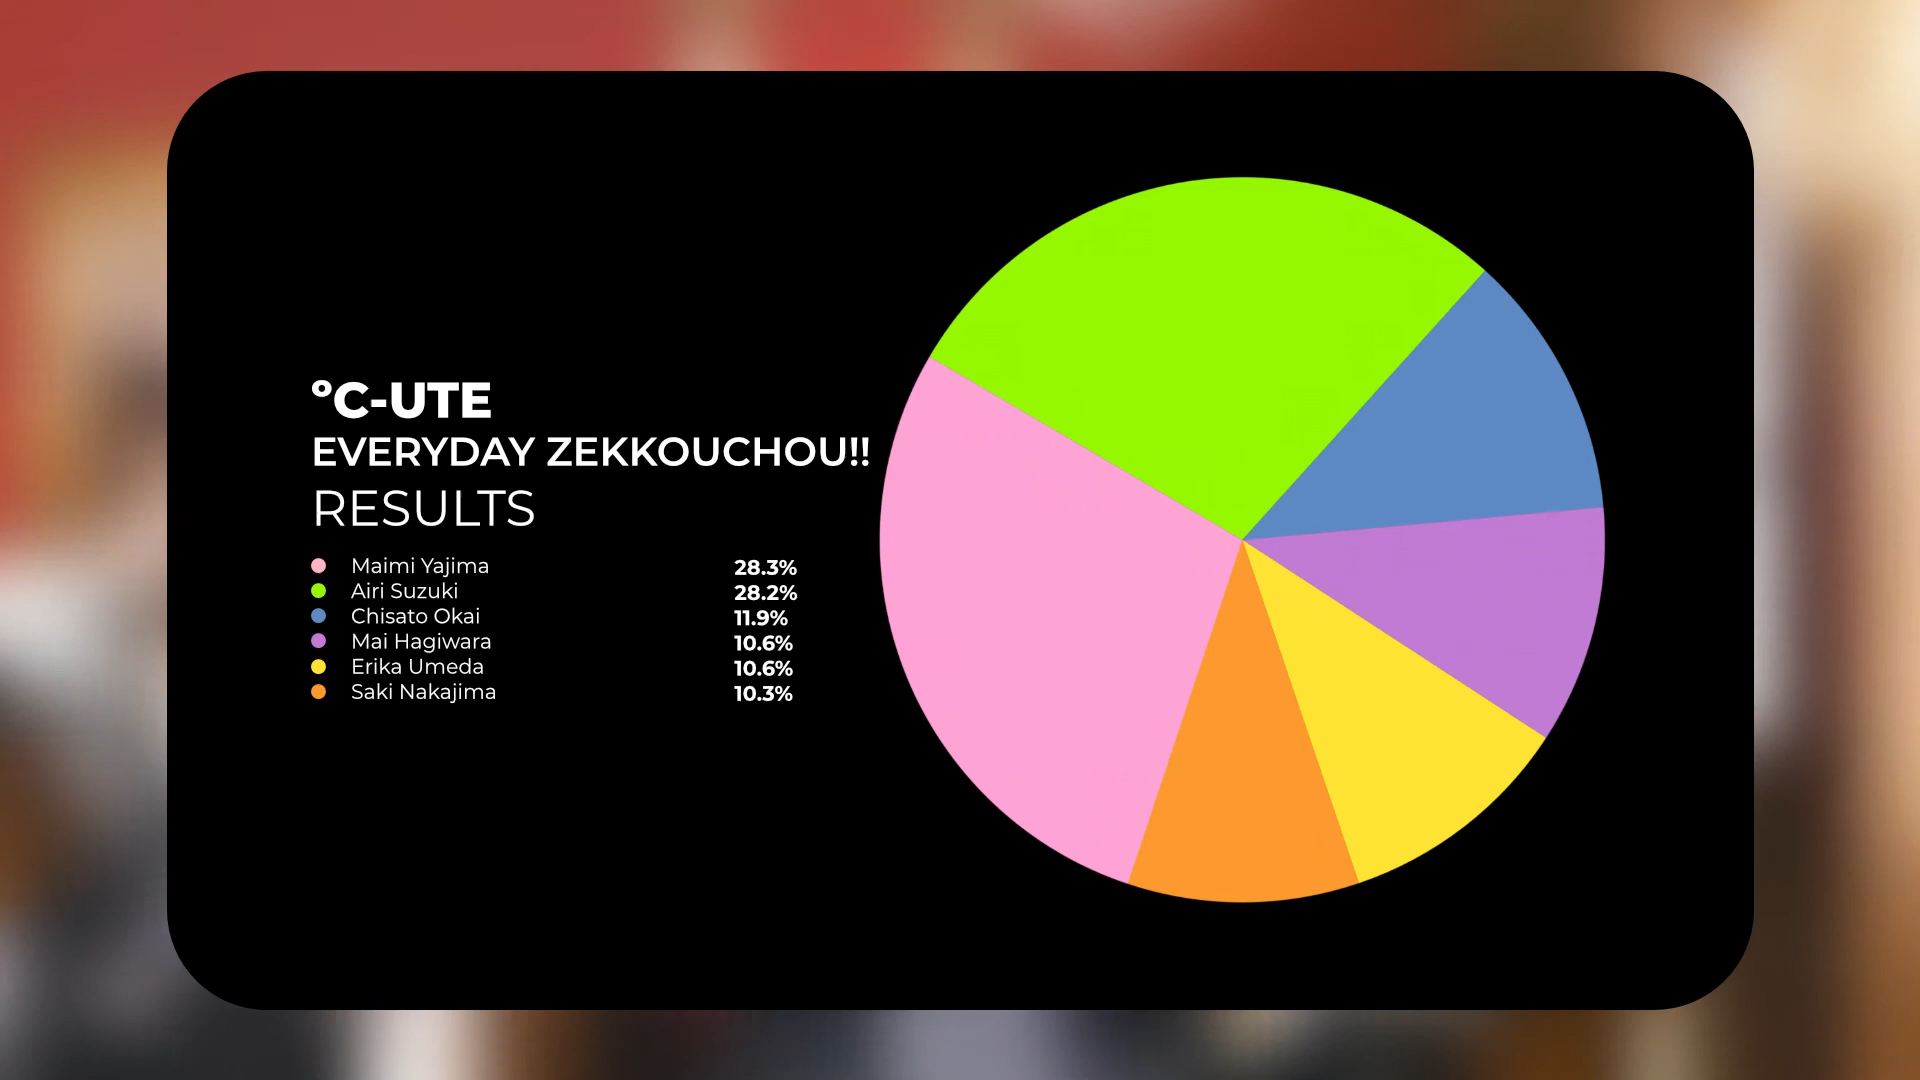 °C-UTE
EVERYDAY ZEKKOUCHOU!!
RESULTS
Maimi Yajima 28.3%
Airi Suzuki 28.2%
Chisato Okai 11.9%
Mai Hagiwara 10.6%
Erika Umeda 10.6%
Saki Nakajima 10.3%